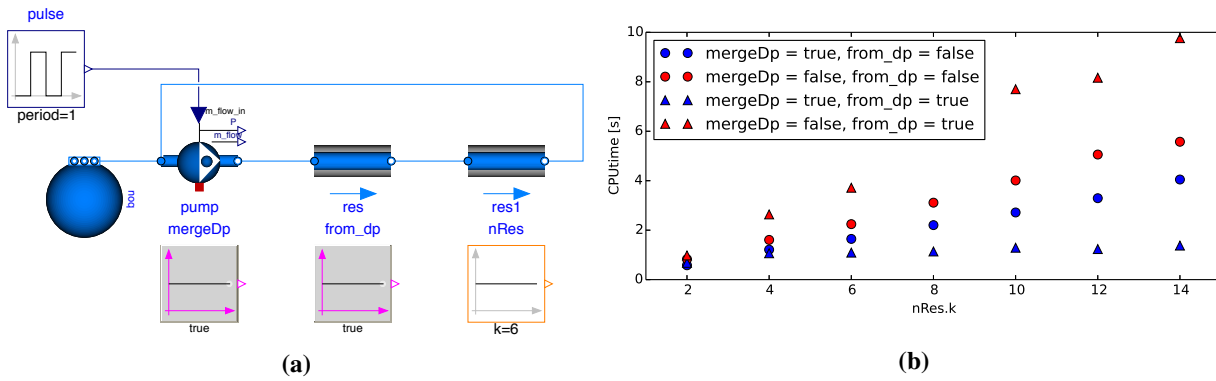 pulse
period=1
m_flow_in
P
m_flow
bou
pump
res
res1
mergeDp
from_dp
nRes
true
true
k=6
(a)
10
8
6
4
2
0
CPUtime [s]
mergeDp = true, from_dp = false
mergeDp = false, from_dp = false
mergeDp = true, from_dp = true
mergeDp = false, from_dp = true
2 4 6 8 10 12 14
nRes.k
(b)